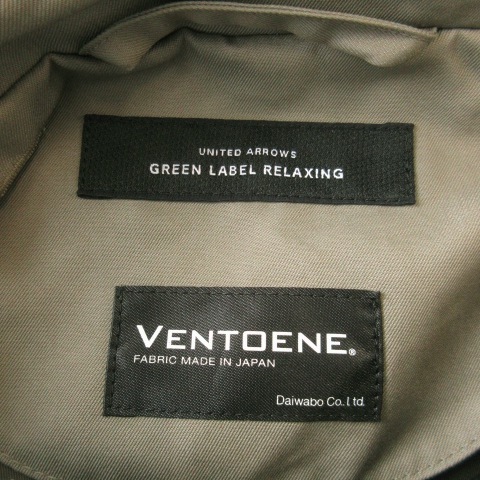 UNITED ARROWS
GREEN LABEL RELAXING
VENTOENE®
FABRIC MADE IN JAPAN
Daiwabo Co. Ltd.